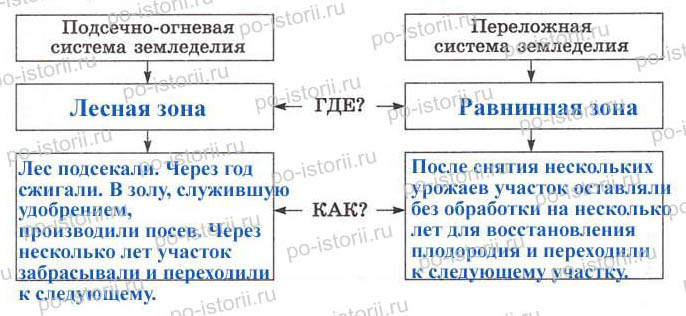 Подсечно-огневая
система земледелия
Переложная
система земледелия
Лесная зона
ГДЕ?
Равнинная зона
Лес подсекали. Через год
сжигали. В золу, служившую
удобрением,
производили посев. Через
несколько лет участок
забрасывали и переходили
к следующему.
КАК?
После снятия нескольких
урожаев участок оставляли
без обработки на несколько
лет для восстановления
плодородия и переходили
к следующему участку.
po-istorii.ru